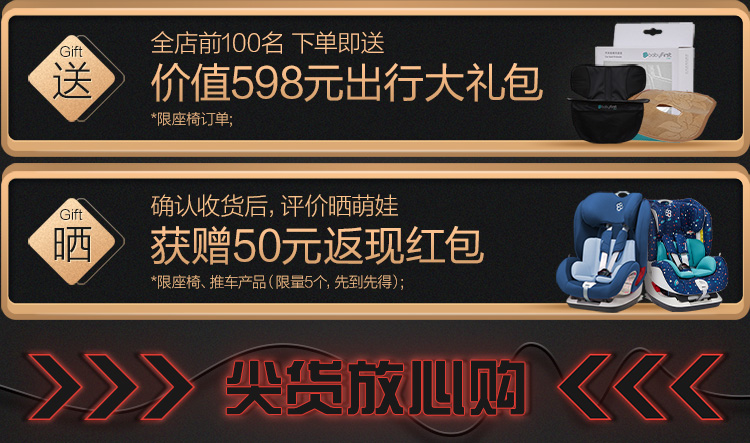 Gift
送
全店前100名 下单即送
价值598元出行大礼包
*限座椅订单;
babyfirst
Gift
晒
确认收货后, 评价晒萌娃
获赠50元返现红包
*限座椅、推车产品(限量5个, 先到先得);
尖货放心购